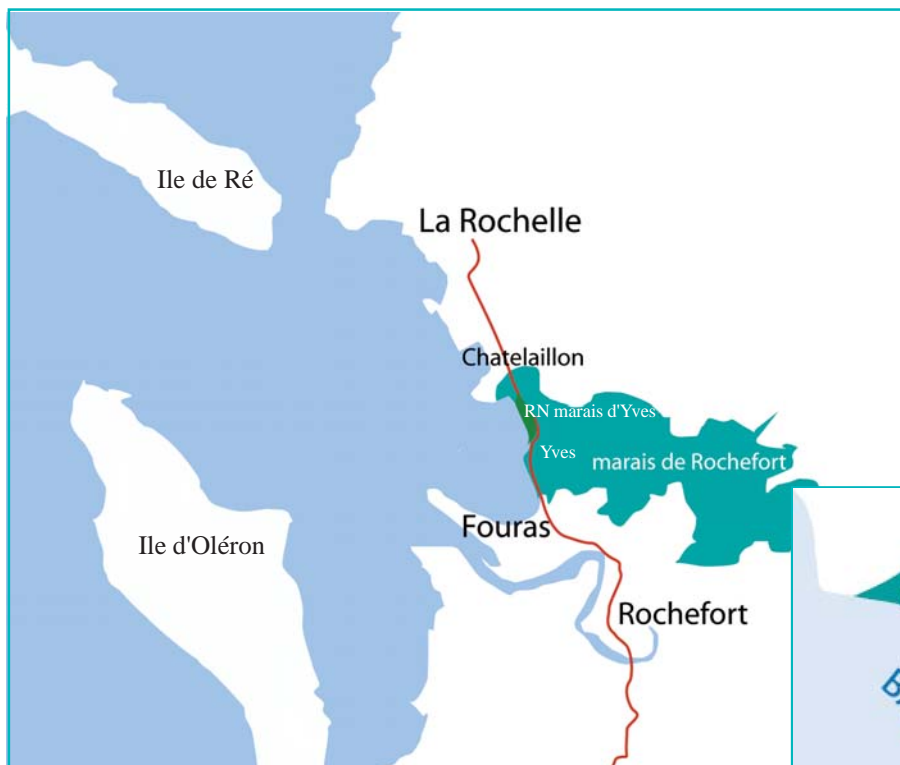 Ile de Ré
La Rochelle
Chatelaillon
RN marais d'Yves
Yves
marais de Rochefort
Fouras
Ile d'Oléron
Rochefort